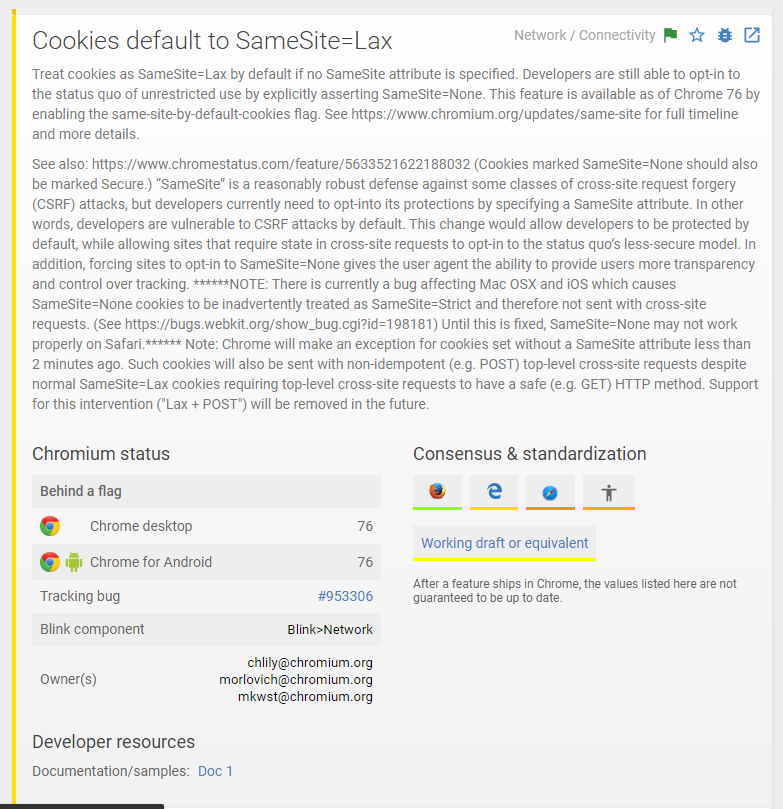 Cookies default to SameSite=Lax
Network / Connectivity
Treat cookies as SameSite=Lax by default if no SameSite attribute is specified. Developers are still able to opt-in to
the status quo of unrestricted use by explicitly asserting SameSite=None. This feature is available as of Chrome 76 by
enabling the same-site-by-default-cookies flag. See https://www.chromium.org/updates/same-site for full timeline
and more details.
See also: https://www.chromestatus.com/feature/5633521622188032 (Cookies marked SameSite=None should also
be marked Secure.) “SameSite” is a reasonably robust defense against some classes of cross-site request forgery
(CSRF) attacks, but developers currently need to opt-into its protections by specifying a SameSite attribute. In other
words, developers are vulnerable to CSRF attacks by default. This change would allow developers to be protected by
default, while allowing sites that require state in cross-site requests to opt-in to the status quo’s less-secure model. In
addition, forcing sites to opt-in to SameSite=None gives the user agent the ability to provide users more transparency
and control over tracking. ******NOTE: There is currently a bug affecting Mac OSX and iOS which causes
SameSite=None cookies to be inadvertently treated as SameSite=Strict and therefore not sent with cross-site
requests. (See https://bugs.webkit.org/show_bug.cgi?id=198181) Until this is fixed, SameSite=None may not work
properly on Safari.****** Note: Chrome will make an exception for cookies set without a SameSite attribute less than
2 minutes ago. Such cookies will also be sent with non-idempotent (e.g. POST) top-level cross-site requests despite
normal SameSite=Lax cookies requiring top-level cross-site requests to have a safe (e.g. GET) HTTP method. Support
for this intervention ("Lax + POST") will be removed in the future.
Chromium status
Behind a flag
Chrome desktop 76
Chrome for Android 76
Tracking bug #953306
Blink component Blink>Network
Owner(s)
chlily@chromium.org
morlovich@chromium.org
mkwst@chromium.org
Consensus & standardization
Working draft or equivalent
After a feature ships in Chrome, the values listed here are not
guaranteed to be up to date.
Developer resources
Documentation/samples: Doc 1